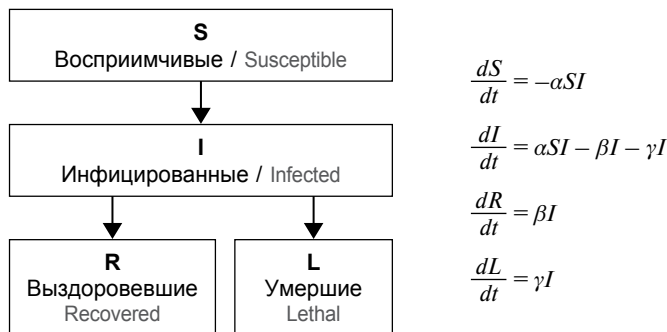 S
Восприимчивые / Susceptible
I
Инфицированные / Infected
R
Выздоровевшие
Recovered
L
Умершие
Lethal
dS/dt = −αSI
dI/dt = αSI − βI − γI
dR/dt = βI
dL/dt = γI